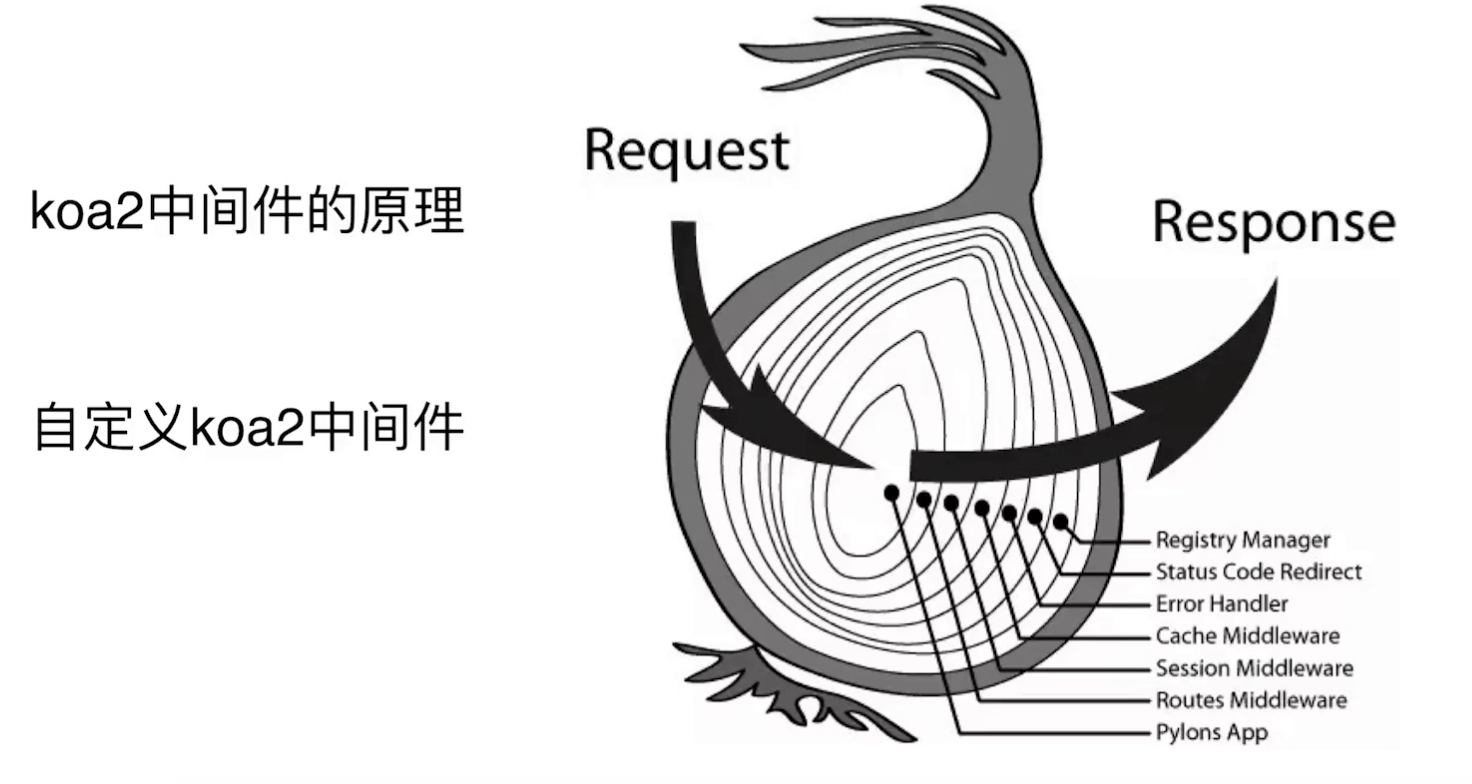 koa2中间件的原理
自定义koa2中间件
Request
Response
Registry Manager
Status Code Redirect
Error Handler
Cache Middleware
Session Middleware
Routes Middleware
Pylons App